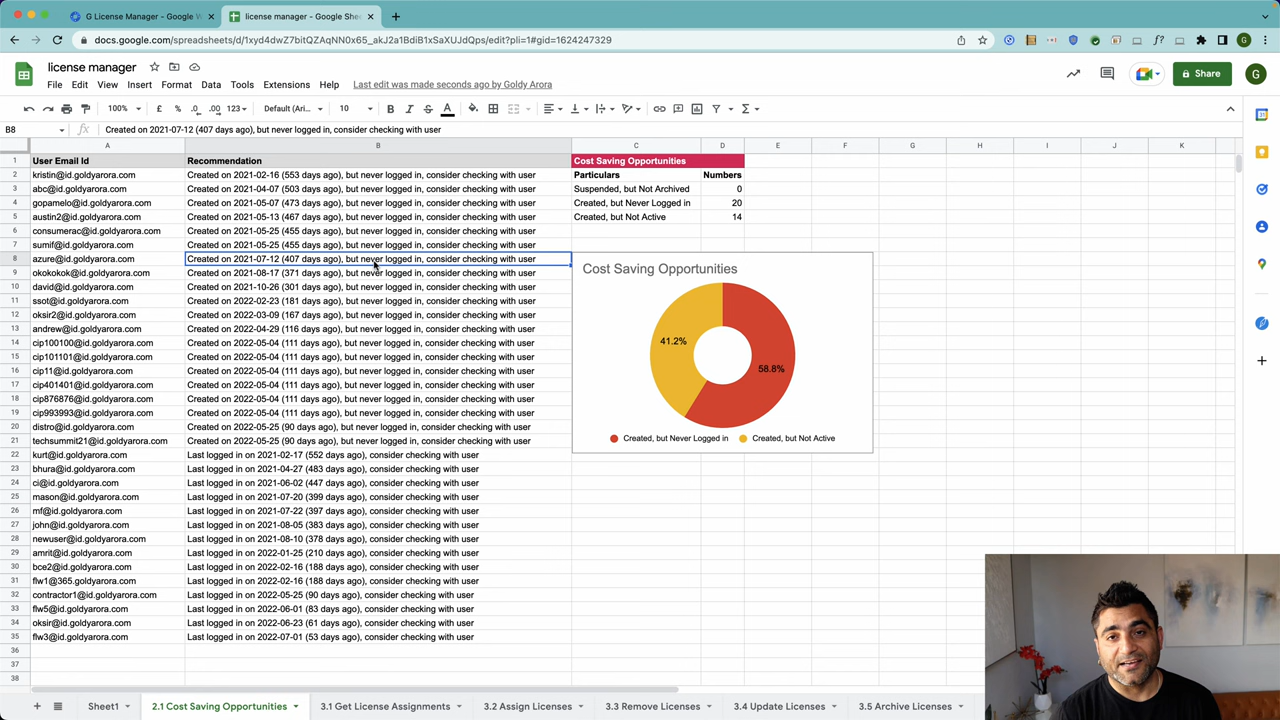 G License Manager - Google W
license manager - Google She
docs.google.com/spreadsheets/d/1xyd4dwZ7bitQZAqNN0x65_akJ2a1BdiB1xSaXUJdQps/edit?pli=1#gid=1624247329
license manager
File Edit View Insert Format Data Tools Extensions Help Last edit was made seconds ago by Goldy Arora
Share
G
100% £ % .0 .00 123 Default (Ari... 10
B8 fx Created on 2021-07-12 (407 days ago), but never logged in, consider checking with user
A B C D E F G H I J K
1 User Email Id Recommendation Cost Saving Opportunities
2 kristin@id.goldyarora.com Created on 2021-02-16 (553 days ago), but never logged in, consider checking with user Particulars Numbers
3 abc@id.goldyarora.com Created on 2021-04-07 (503 days ago), but never logged in, consider checking with user Suspended, but Not Archived 0
4 gopamelo@id.goldyarora.com Created on 2021-05-07 (473 days ago), but never logged in, consider checking with user Created, but Never Logged in 20
5 austin2@id.goldyarora.com Created on 2021-05-13 (467 days ago), but never logged in, consider checking with user Created, but Not Active 14
6 consumerac@id.goldyarora.com Created on 2021-05-25 (455 days ago), but never logged in, consider checking with user
7 sumif@id.goldyarora.com Created on 2021-05-25 (455 days ago), but never logged in, consider checking with user
8 azure@id.goldyarora.com Created on 2021-07-12 (407 days ago), but never logged in, consider checking with user
9 okokokok@id.goldyarora.com Created on 2021-08-17 (371 days ago), but never logged in, consider checking with user
10 david@id.goldyarora.com Created on 2021-10-26 (301 days ago), but never logged in, consider checking with user
11 ssot@id.goldyarora.com Created on 2022-02-23 (181 days ago), but never logged in, consider checking with user
12 oksir2@id.goldyarora.com Created on 2022-03-09 (167 days ago), but never logged in, consider checking with user
13 andrew@id.goldyarora.com Created on 2022-04-29 (116 days ago), but never logged in, consider checking with user
14 cip100100@id.goldyarora.com Created on 2022-05-04 (111 days ago), but never logged in, consider checking with user
15 cip101101@id.goldyarora.com Created on 2022-05-04 (111 days ago), but never logged in, consider checking with user
16 cip11@id.goldyarora.com Created on 2022-05-04 (111 days ago), but never logged in, consider checking with user
17 cip401401@id.goldyarora.com Created on 2022-05-04 (111 days ago), but never logged in, consider checking with user
18 cip876876@id.goldyarora.com Created on 2022-05-04 (111 days ago), but never logged in, consider checking with user
19 cip993993@id.goldyarora.com Created on 2022-05-04 (111 days ago), but never logged in, consider checking with user
20 distro@id.goldyarora.com Created on 2022-05-25 (90 days ago), but never logged in, consider checking with user
21 techsummit21@id.goldyarora.com Created on 2022-05-25 (90 days ago), but never logged in, consider checking with user
22 kurt@id.goldyarora.com Last logged in on 2021-02-17 (552 days ago), consider checking with user
23 bhura@id.goldyarora.com Last logged in on 2021-04-27 (483 days ago), consider checking with user
24 ci@id.goldyarora.com Last logged in on 2021-06-02 (447 days ago), consider checking with user
25 mason@id.goldyarora.com Last logged in on 2021-07-20 (399 days ago), consider checking with user
26 mf@id.goldyarora.com Last logged in on 2021-07-22 (397 days ago), consider checking with user
27 john@id.goldyarora.com Last logged in on 2021-08-05 (383 days ago), consider checking with user
28 newuser@id.goldyarora.com Last logged in on 2021-08-10 (378 days ago), consider checking with user
29 amrit@id.goldyarora.com Last logged in on 2022-01-25 (210 days ago), consider checking with user
30 bce2@id.goldyarora.com Last logged in on 2022-02-16 (188 days ago), consider checking with user
31 flw1@365.goldyarora.com Last logged in on 2022-02-16 (188 days ago), consider checking with user
32 contractor1@id.goldyarora.com Last logged in on 2022-05-25 (90 days ago), consider checking with user
33 flw5@id.goldyarora.com Last logged in on 2022-06-01 (83 days ago), consider checking with user
34 oksir@id.goldyarora.com Last logged in on 2022-06-23 (61 days ago), consider checking with user
35 flw3@id.goldyarora.com Last logged in on 2022-07-01 (53 days ago), consider checking with user
36
37
38
Cost Saving Opportunities
41.2%
58.8%
Created, but Never Logged in Created, but Not Active
Sheet1 2.1 Cost Saving Opportunities 3.1 Get License Assignments 3.2 Assign Licenses 3.3 Remove Licenses 3.4 Update Licenses 3.5 Archive Licenses